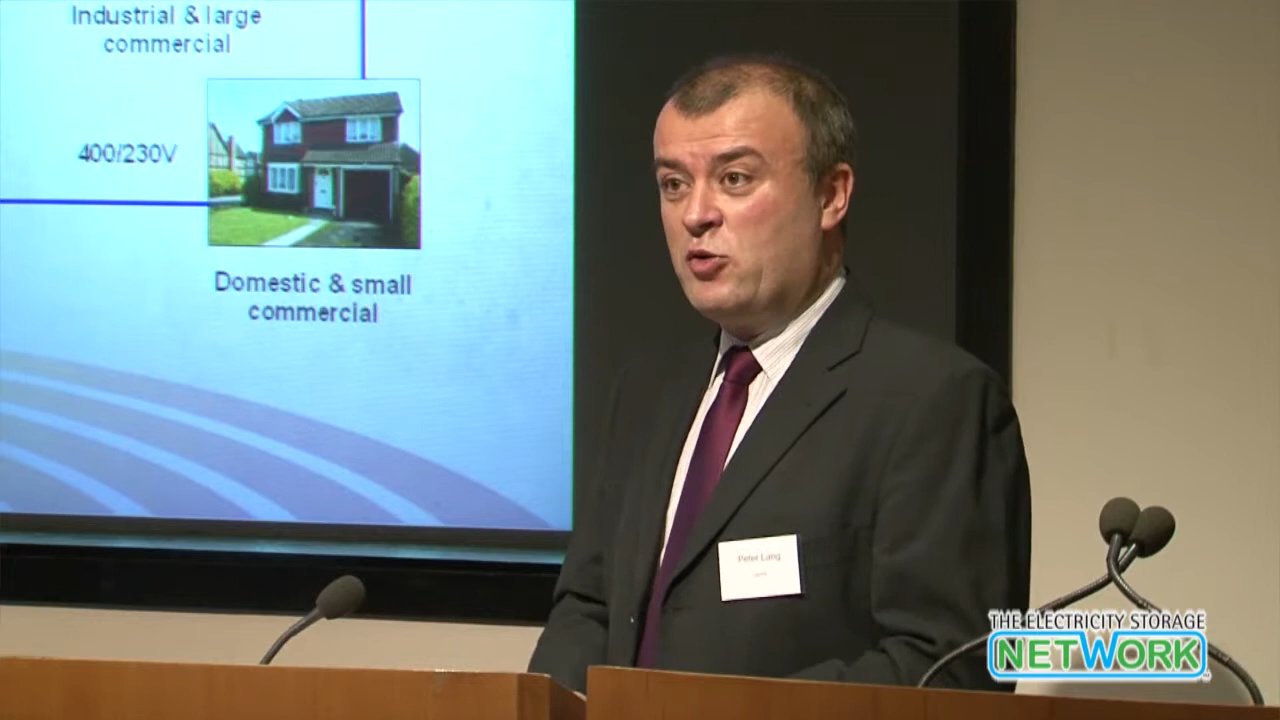 Industrial & large
commercial
400/230V
Domestic & small
commercial
Peter Lang
THE ELECTRICITY STORAGE
NETWORK